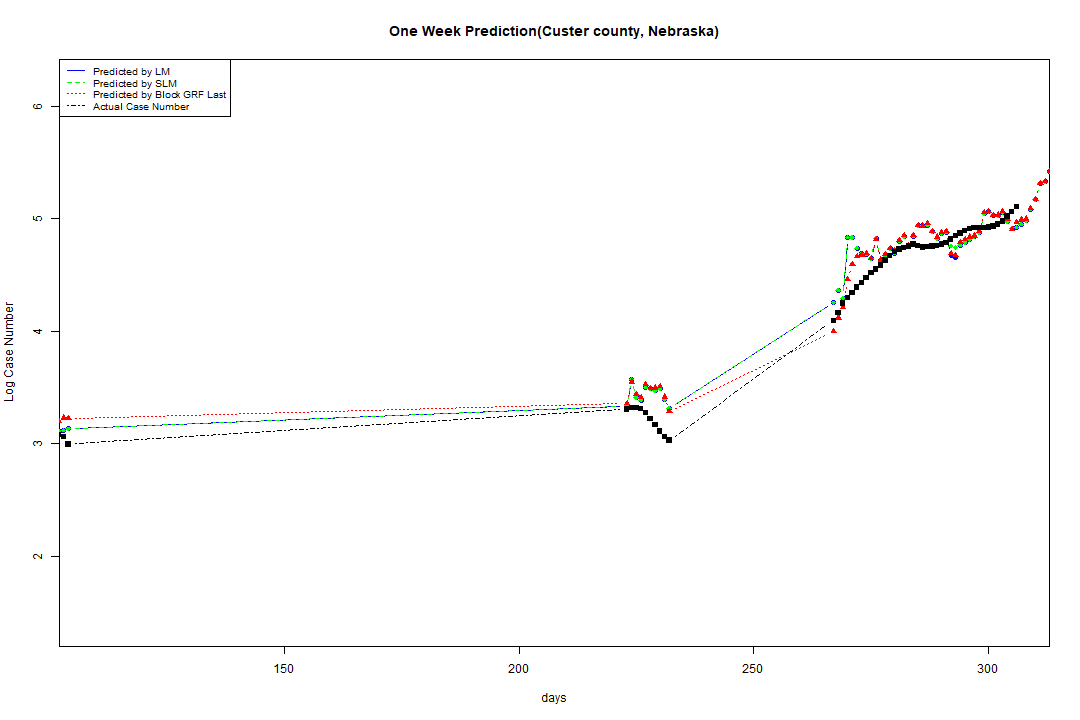 One Week Prediction(Custer county, Nebraska)
Predicted by LM
Predicted by SLM
Predicted by Block GRF Last
Actual Case Number
6
5
4
3
2
Log Case Number
150
200
250
300
days